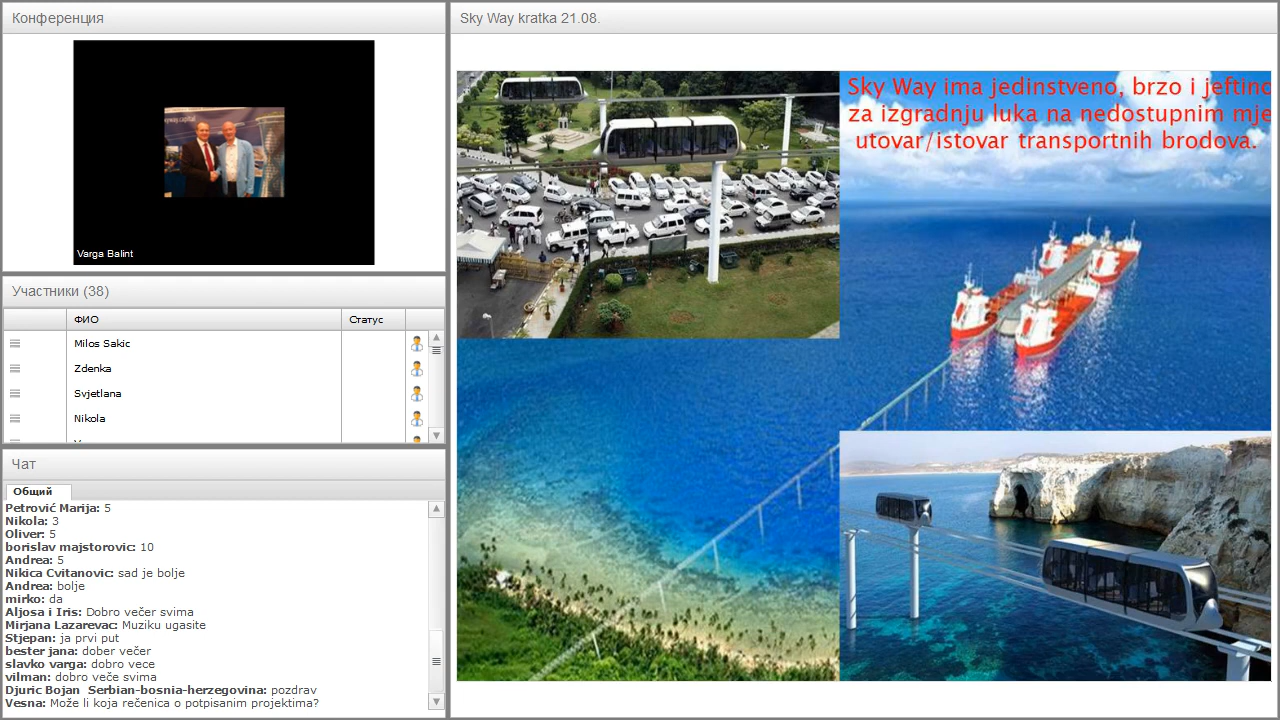 Конференция
Varga Balint
Участники (38)
ФИО
Статус
Milos Sakic
Zdenka
Svjetlana
Nikola
Чат
Общий
Petrović Marija: 5
Nikola: 3
Oliver: 5
borislav majstorovic: 10
Andrea: 5
Nikica Cvitanovic: sad je bolje
Andrea: bolje
mirko: da
Aljosa i Iris: Dobro večer svima
Mirjana Lazarevac: Muziku ugasite
Stjepan: ja prvi put
bester jana: dober večer
slavko varga: dobro vece
vilman: dobro veče svima
Djuric Bojan Serbian-bosnia-herzegovina: pozdrav
Vesna: Može li koja rečenica o potpisanim projektima?
Sky Way kratka 21.08.
Sky Way ima jedinstveno, brzo i jeftino
za izgradnju luka na nedostupnim mje
utovar/istovar transportnih brodova.